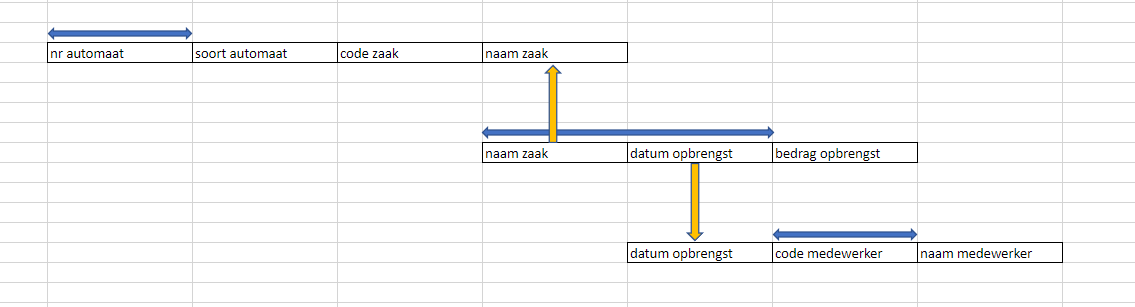 nr automaat soort automaat code zaak naam zaak
naam zaak datum opbrengst bedrag opbrengst
datum opbrengst code medewerker naam medewerker